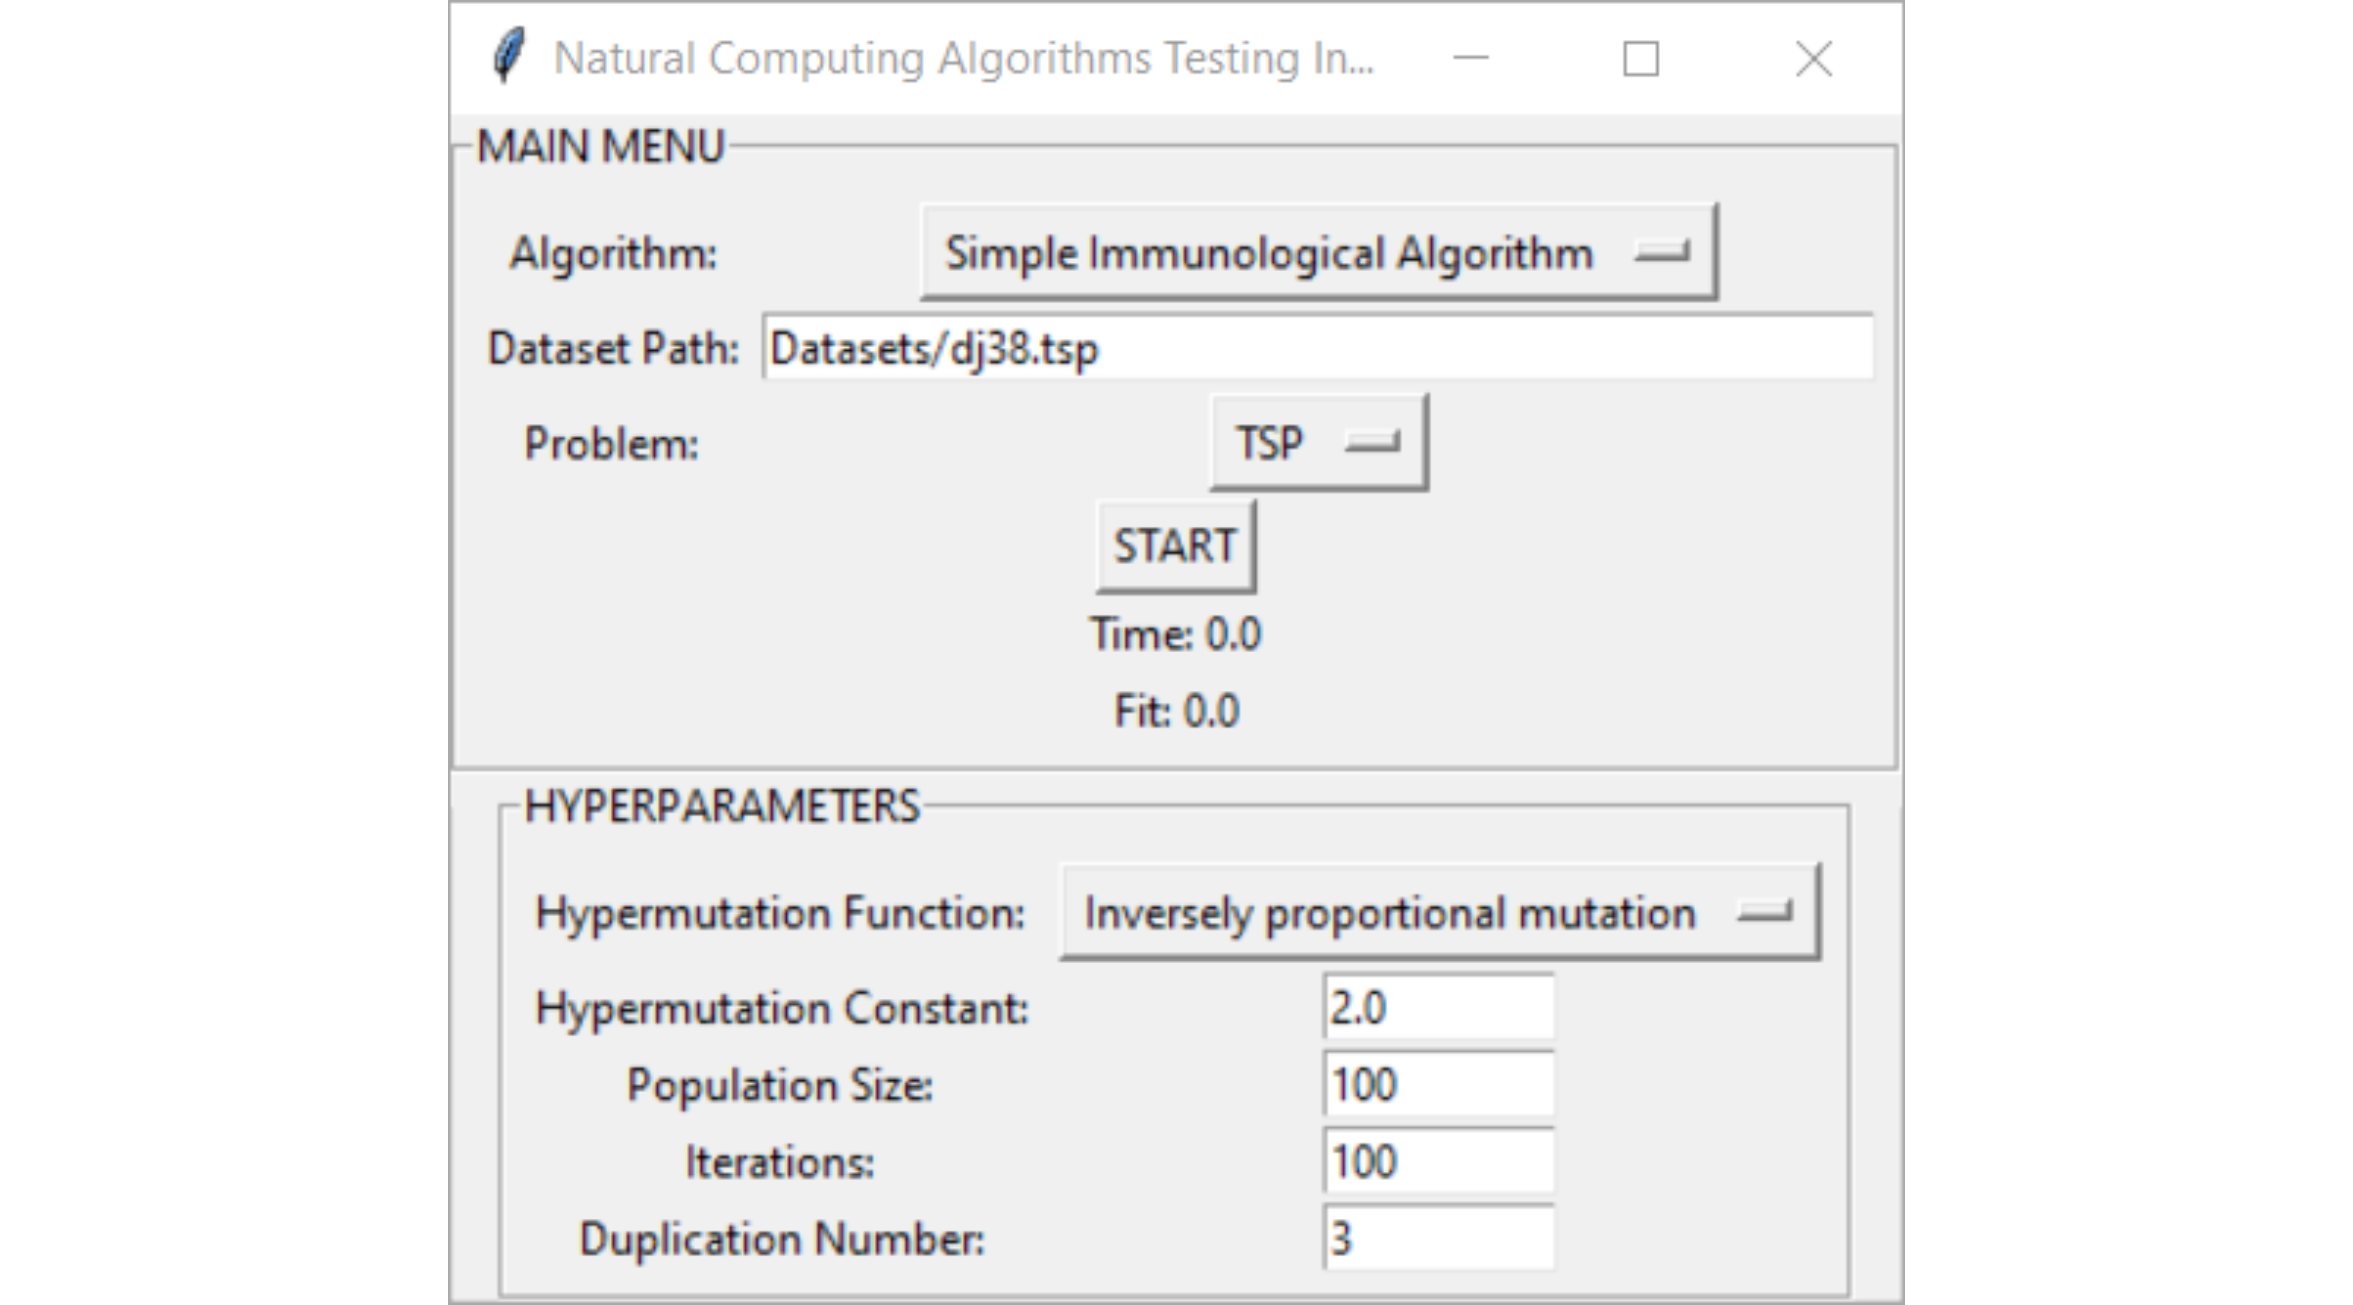 Natural Computing Algorithms Testing In...
MAIN MENU
Algorithm: Simple Immunological Algorithm
Dataset Path: Datasets/dj38.tsp
Problem: TSP
START
Time: 0.0
Fit: 0.0
HYPERPARAMETERS
Hypermutation Function: Inversely proportional mutation
Hypermutation Constant: 2.0
Population Size: 100
Iterations: 100
Duplication Number: 3